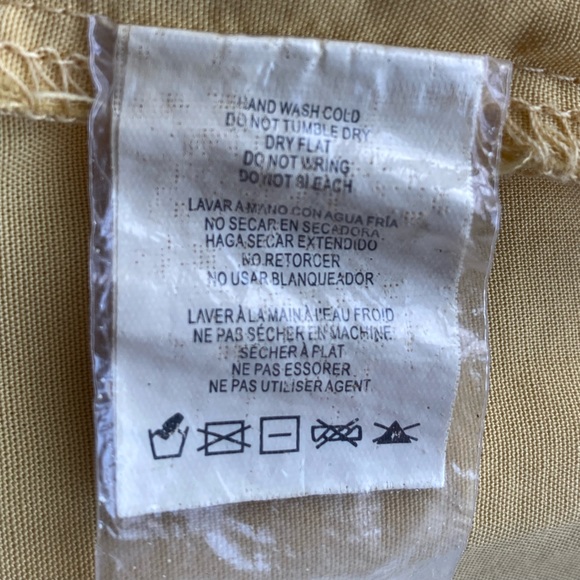 HAND WASH COLD
DO NOT TUMBLE DRY
DRY FLAT
DO NOT WRING
DO NOT BLEACH
LAVAR A MANO CON AGUA FRÍA
NO SECAR EN SECADORA
HAGA SECAR EXTENDIDO
NO RETORCER
NO USAR BLANQUEADOR
LAVER À LA MAIN À L'EAU FROID
NE PAS SÉCHER EN MACHINE
SÉCHER À PLAT
NE PAS ESSORER
NE PAS UTILISER AGENT